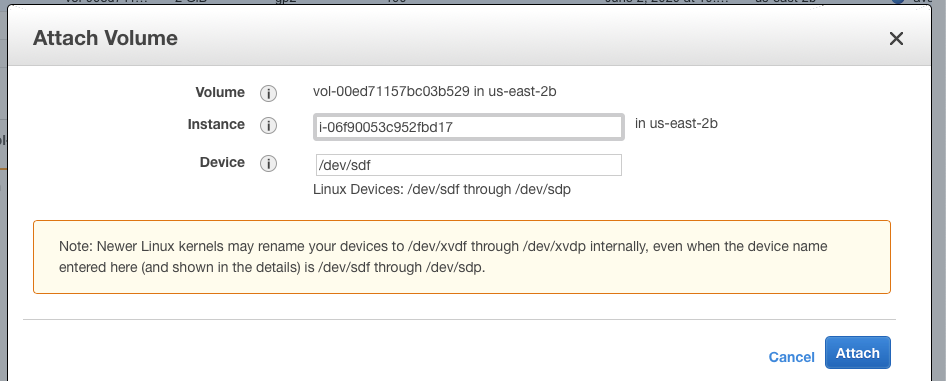 Attach Volume
Volume i vol-00ed71157bc03b529 in us-east-2b
Instance i i-06f90053c952fbd17 in us-east-2b
Device i /dev/sdf
Linux Devices: /dev/sdf through /dev/sdp
Note: Newer Linux kernels may rename your devices to /dev/xvdf through /dev/xvdp internally, even when the device name
entered here (and shown in the details) is /dev/sdf through /dev/sdp.
Cancel Attach